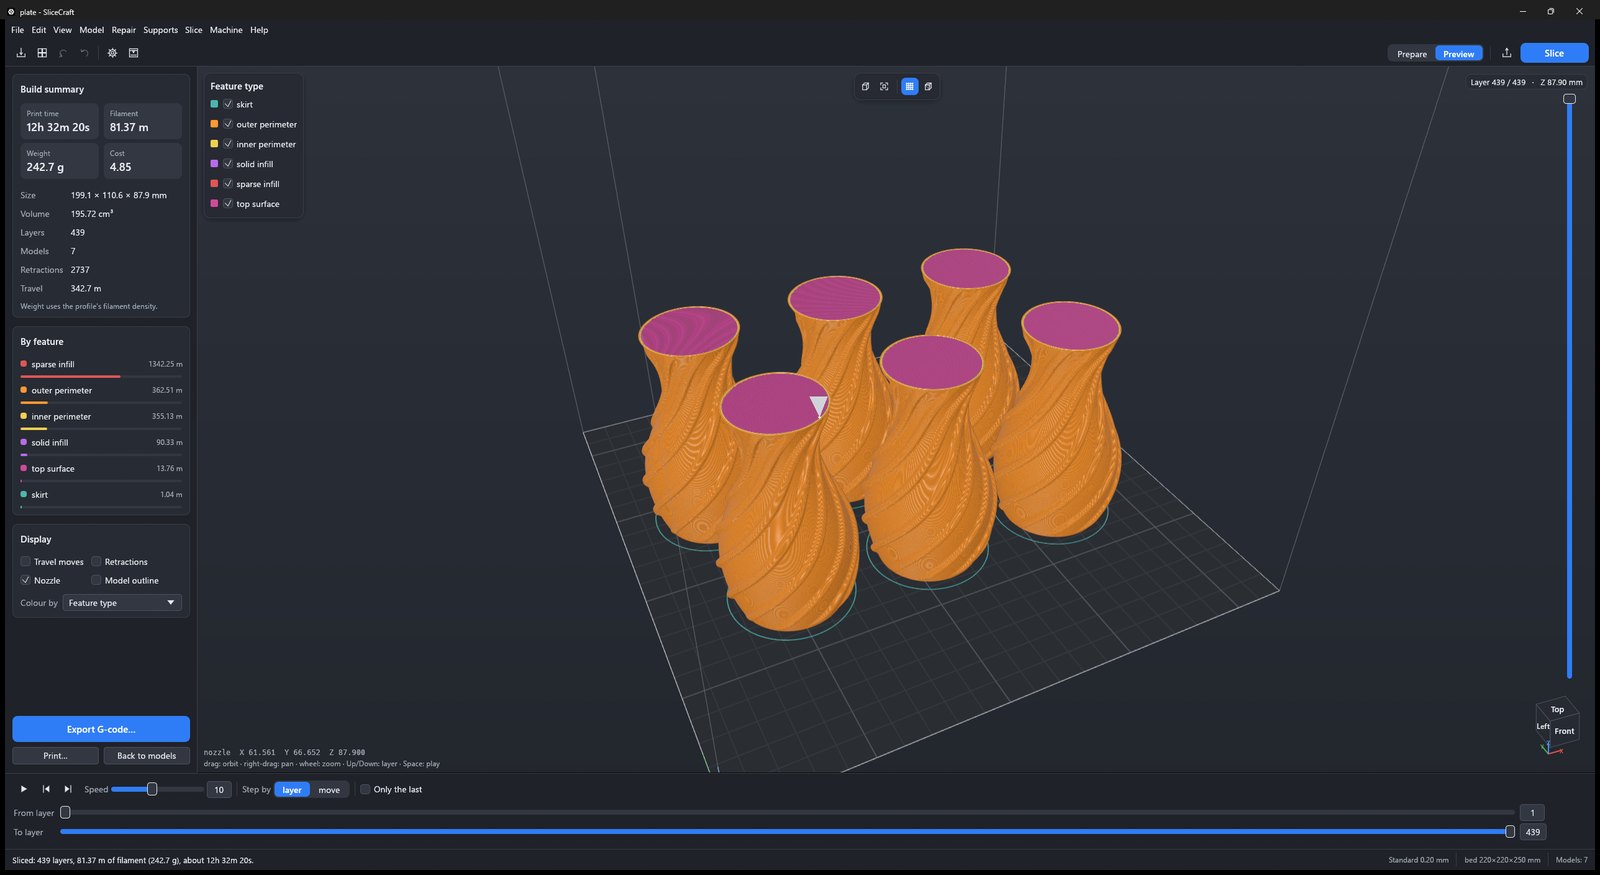 plate - SliceCraft
File Edit View Model Repair Supports Slice Machine Help
Prepare Preview Slice
Build summary
Print time
12h 32m 20s
Filament
81.37 m
Weight
242.7 g
Cost
4.85
Size 199.1 × 110.6 × 87.9 mm
Volume 195.72 cm³
Layers 439
Models 7
Retractions 2737
Travel 342.7 m
Weight uses the profile's filament density.
By feature
sparse infill 1342.25 m
outer perimeter 362.51 m
inner perimeter 355.13 m
solid infill 90.33 m
top surface 13.76 m
skirt 1.04 m
Display
Travel moves Retractions
Nozzle Model outline
Colour by Feature type
Export G-code...
Print... Back to models
Feature type
skirt
outer perimeter
inner perimeter
solid infill
sparse infill
top surface
Layer 439 / 439 · Z 87.90 mm
Top
Left Front
Z
Y X
nozzle X 61.561 Y 66.652 Z 87.900
drag: orbit · right-drag: pan · wheel: zoom · Up/Down: layer · Space: play
Speed 10 Step by layer move Only the last
From layer 1
To layer 439
Sliced: 439 layers, 81.37 m of filament (242.7 g), about 12h 32m 20s.
Standard 0.20 mm bed 220×220×250 mm Models: 7